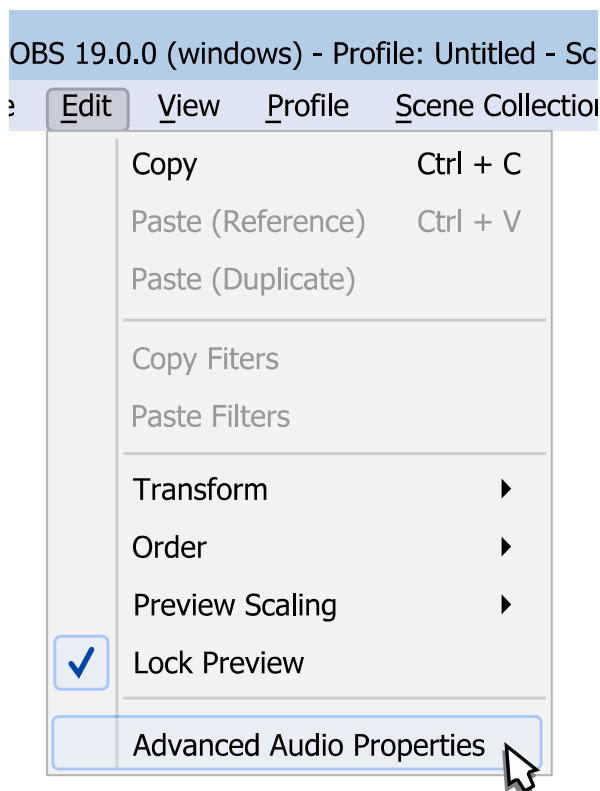 OBS 19.0.0 (windows) - Profile: Untitled - Sc
Edit View Profile Scene Collection
Copy Ctrl + C
Paste (Reference) Ctrl + V
Paste (Duplicate)
Copy Fiters
Paste Filters
Transform
Order
Preview Scaling
Lock Preview
Advanced Audio Properties